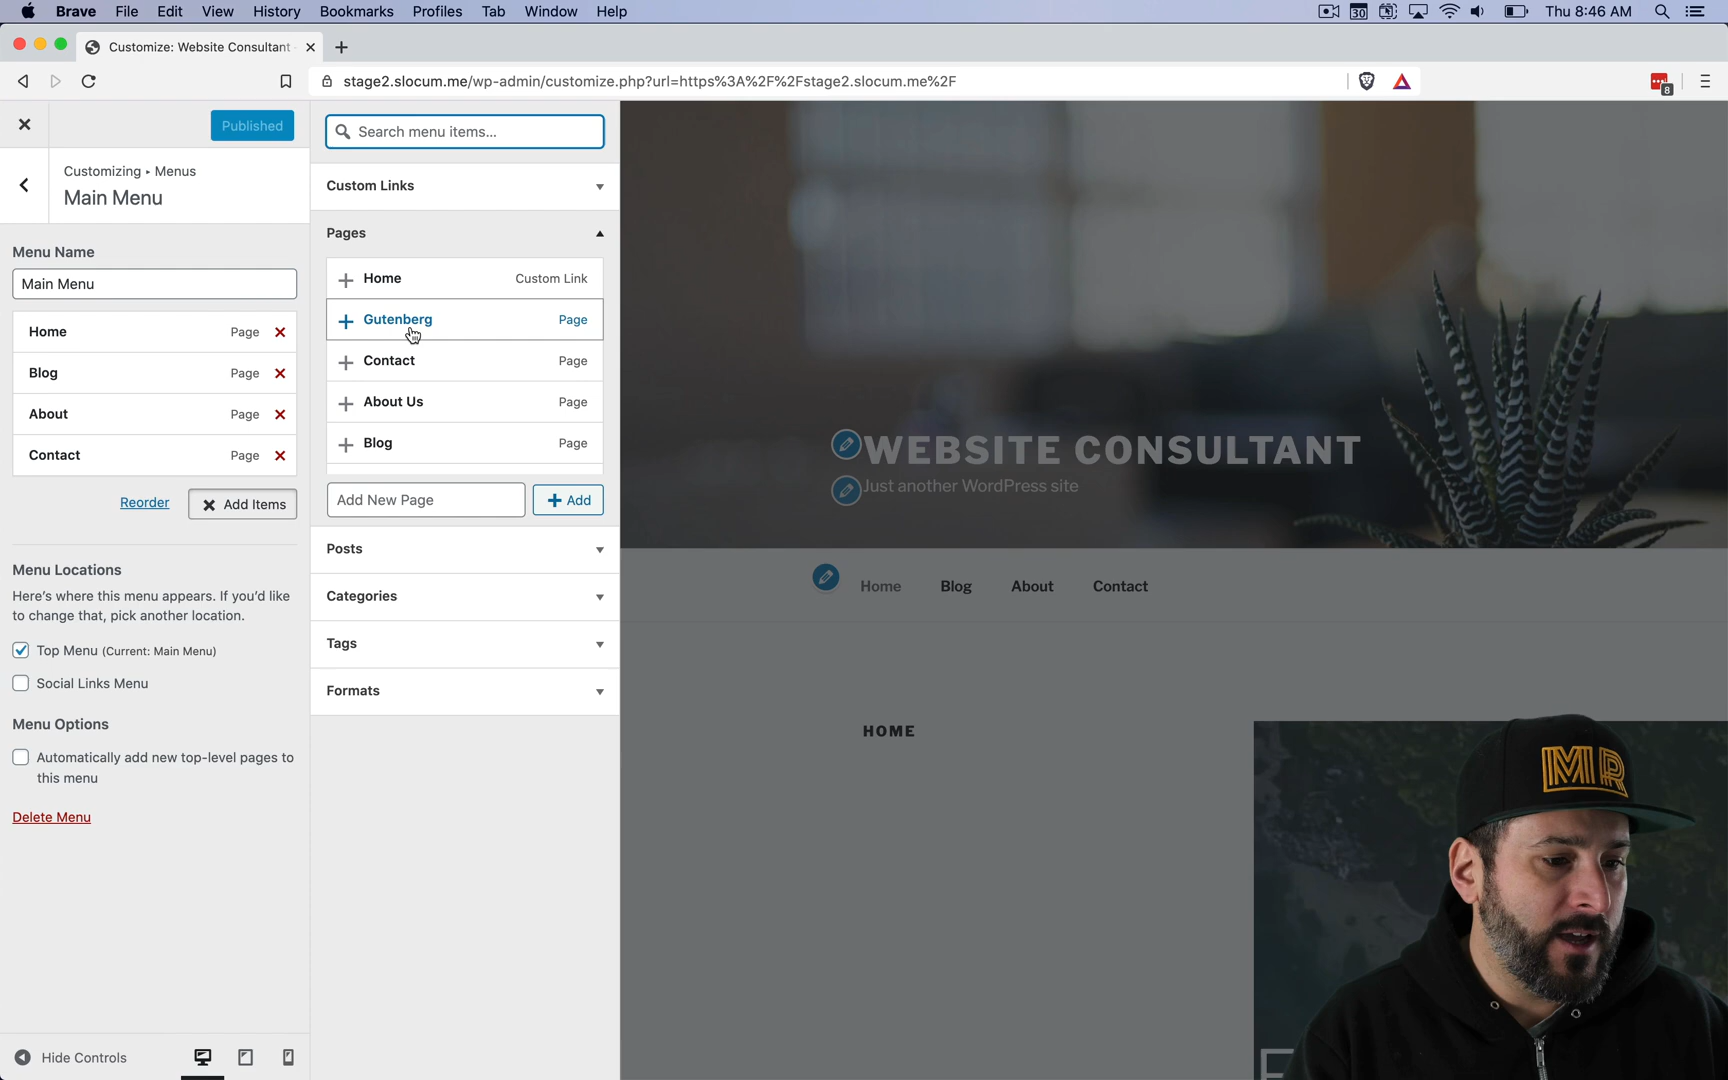 Brave File Edit View History Bookmarks Profiles Tab Window Help
30
Thu 8:46 AM
Customize: Website Consultant
stage2.slocum.me/wp-admin/customize.php?url=https%3A%2F%2Fstage2.slocum.me%2F
8
Published
Customizing ▸ Menus
Main Menu
Menu Name
Main Menu
Home Page
Blog Page
About Page
Contact Page
Reorder
Add Items
Menu Locations
Here's where this menu appears. If you'd like
to change that, pick another location.
Top Menu (Current: Main Menu)
Social Links Menu
Menu Options
Automatically add new top-level pages to
this menu
Delete Menu
Hide Controls
Search menu items...
Custom Links
Pages
Home Custom Link
Gutenberg Page
Contact Page
About Us Page
Blog Page
Add New Page
Add
Posts
Categories
Tags
Formats
WEBSITE CONSULTANT
Just another WordPress site
Home Blog About Contact
HOME
MR